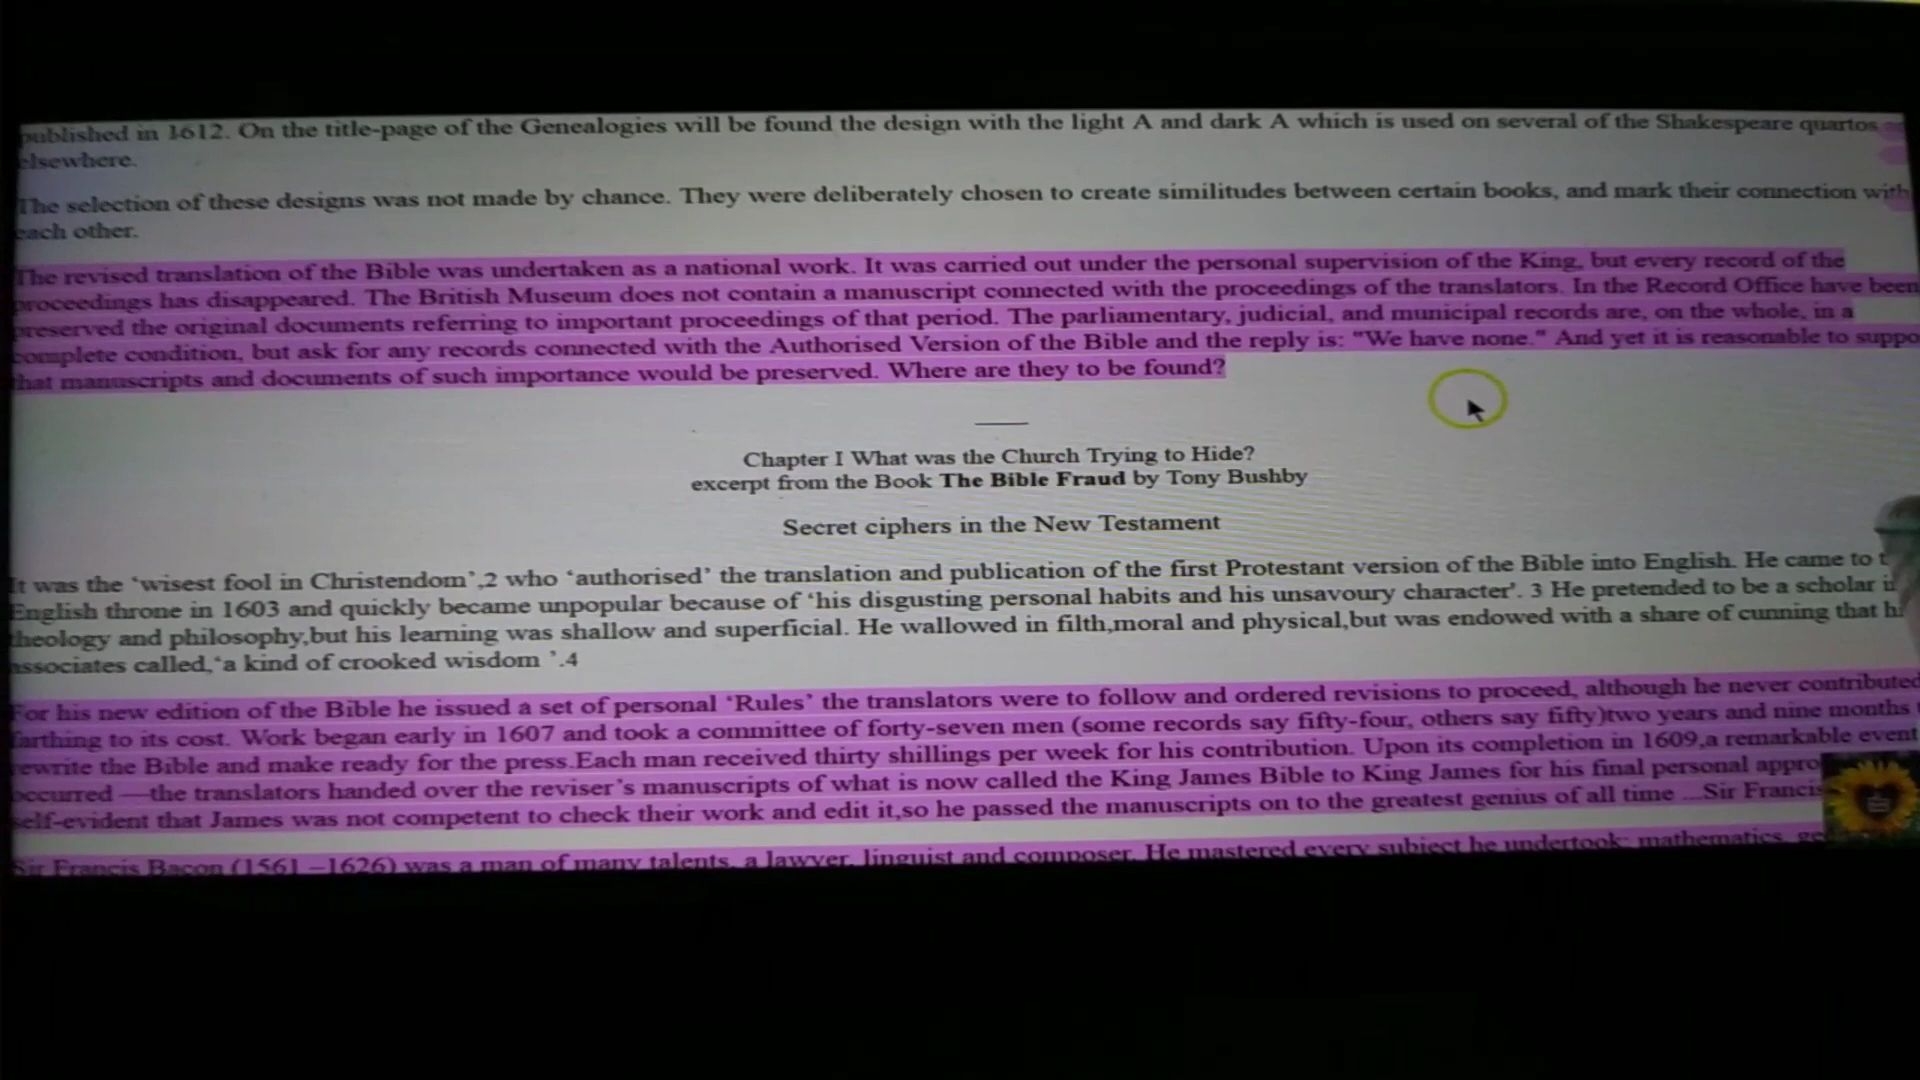 published in 1612. On the title-page of the Genealogies will be found the design with the light A and dark A which is used on several of the Shakespeare quartos
elsewhere.
The selection of these designs was not made by chance. They were deliberately chosen to create similitudes between certain books, and mark their connection with
each other.
The revised translation of the Bible was undertaken as a national work. It was carried out under the personal supervision of the King, but every record of the
proceedings has disappeared. The British Museum does not contain a manuscript connected with the proceedings of the translators. In the Record Office have been
preserved the original documents referring to important proceedings of that period. The parliamentary, judicial, and municipal records are, on the whole, in a
complete condition, but ask for any records connected with the Authorised Version of the Bible and the reply is: "We have none." And yet it is reasonable to suppo
that manuscripts and documents of such importance would be preserved. Where are they to be found?
Chapter I What was the Church Trying to Hide?
excerpt from the Book The Bible Fraud by Tony Bushby
Secret ciphers in the New Testament
It was the ‘wisest fool in Christendom’,2 who ‘authorised’ the translation and publication of the first Protestant version of the Bible into English. He came to t
English throne in 1603 and quickly became unpopular because of ‘his disgusting personal habits and his unsavoury character’. 3 He pretended to be a scholar i
theology and philosophy,but his learning was shallow and superficial. He wallowed in filth,moral and physical,but was endowed with a share of cunning that h
associates called,‘a kind of crooked wisdom ’.4
For his new edition of the Bible he issued a set of personal ‘Rules’ the translators were to follow and ordered revisions to proceed, although he never contributed
farthing to its cost. Work began early in 1607 and took a committee of forty-seven men (some records say fifty-four, others say fifty)two years and nine months
rewrite the Bible and make ready for the press.Each man received thirty shillings per week for his contribution. Upon its completion in 1609,a remarkable event
occurred —the translators handed over the reviser’s manuscripts of what is now called the King James Bible to King James for his final personal appro
self-evident that James was not competent to check their work and edit it,so he passed the manuscripts on to the greatest genius of all time ...Sir Francis
Sir Francis Bacon (1561 –1626) was a man of many talents, a lawyer, linguist and composer. He mastered every subject he undertook: mathematics, ge